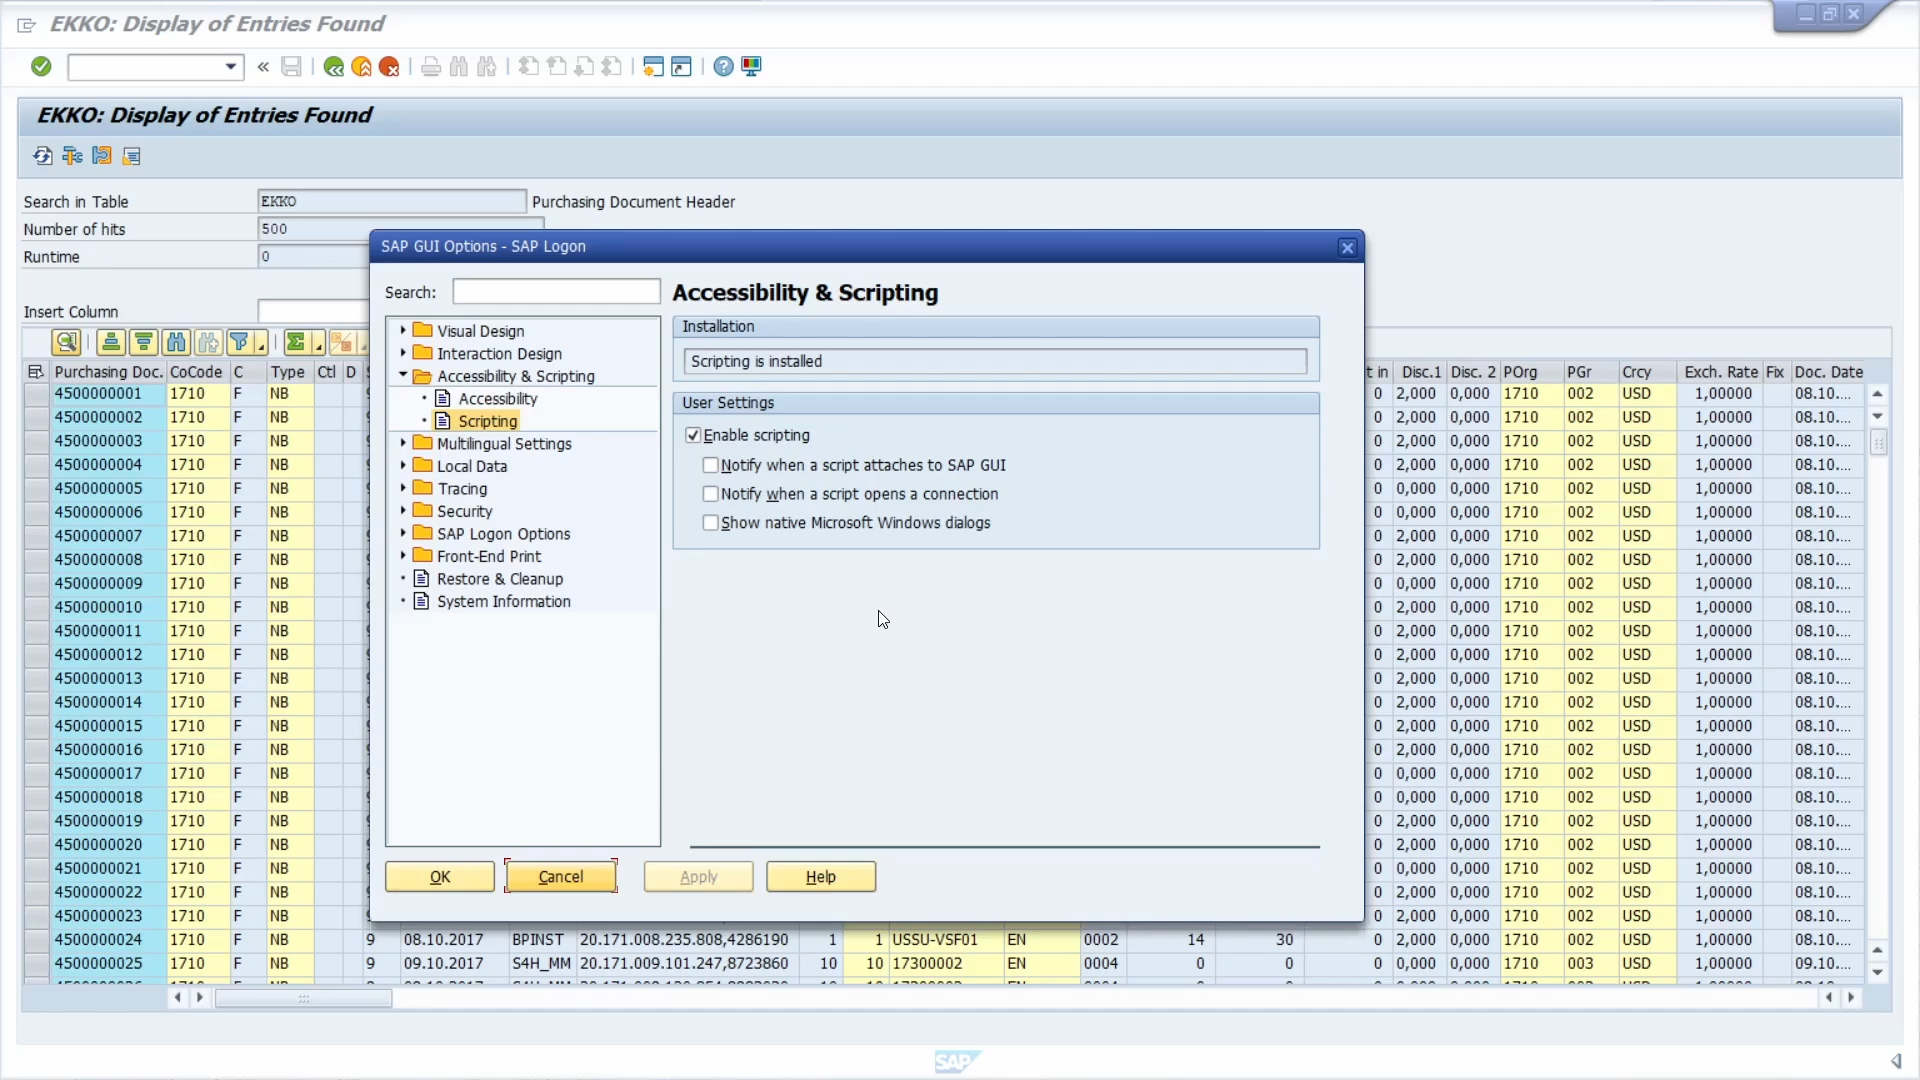 EKKO: Display of Entries Found
EKKO: Display of Entries Found
Search in Table EKKO Purchasing Document Header
Number of hits 500
Runtime 0
Insert Column
SAP GUI Options - SAP Logon
Search:
Visual Design
Interaction Design
Accessibility & Scripting
Accessibility
Scripting
Multilingual Settings
Local Data
Tracing
Security
SAP Logon Options
Front-End Print
Restore & Cleanup
System Information
Accessibility & Scripting
Installation
Scripting is installed
User Settings
Enable scripting
Notify when a script attaches to SAP GUI
Notify when a script opens a connection
Show native Microsoft Windows dialogs
OK Cancel Apply Help
Purchasing Doc. CoCode C Type Ctl D t in Disc.1 Disc. 2 POrg PGr Crcy Exch. Rate Fix Doc. Date
4500000001 1710 F NB 0 2,000 0,000 1710 002 USD 1,00000 08.10....
4500000002 1710 F NB 0 2,000 0,000 1710 002 USD 1,00000 08.10....
4500000003 1710 F NB 0 2,000 0,000 1710 002 USD 1,00000 08.10....
4500000004 1710 F NB 0 2,000 0,000 1710 002 USD 1,00000 08.10....
4500000005 1710 F NB 0 0,000 0,000 1710 002 USD 1,00000 08.10....
4500000006 1710 F NB 0 0,000 0,000 1710 002 USD 1,00000 08.10....
4500000007 1710 F NB 0 2,000 0,000 1710 002 USD 1,00000 08.10....
4500000008 1710 F NB 0 2,000 0,000 1710 002 USD 1,00000 08.10....
4500000009 1710 F NB 0 0,000 0,000 1710 002 USD 1,00000 08.10....
4500000010 1710 F NB 0 2,000 0,000 1710 002 USD 1,00000 08.10....
4500000011 1710 F NB 0 2,000 0,000 1710 002 USD 1,00000 08.10....
4500000012 1710 F NB 0 2,000 0,000 1710 002 USD 1,00000 08.10....
4500000013 1710 F NB 0 2,000 0,000 1710 002 USD 1,00000 08.10....
4500000014 1710 F NB 0 2,000 0,000 1710 002 USD 1,00000 08.10....
4500000015 1710 F NB 0 2,000 0,000 1710 002 USD 1,00000 08.10....
4500000016 1710 F NB 0 2,000 0,000 1710 002 USD 1,00000 08.10....
4500000017 1710 F NB 0 0,000 0,000 1710 002 USD 1,00000 08.10....
4500000018 1710 F NB 0 0,000 0,000 1710 002 USD 1,00000 08.10....
4500000019 1710 F NB 0 0,000 0,000 1710 002 USD 1,00000 08.10....
4500000020 1710 F NB 0 2,000 0,000 1710 002 USD 1,00000 08.10....
4500000021 1710 F NB 0 2,000 0,000 1710 002 USD 1,00000 08.10....
4500000022 1710 F NB 0 2,000 0,000 1710 002 USD 1,00000 08.10....
4500000023 1710 F NB 0 2,000 0,000 1710 002 USD 1,00000 08.10....
4500000024 1710 F NB 9 08.10.2017 BPINST 20.171.008.235.808,4286190 1 1 USSU-VSF01 EN 0002 14 30 0 2,000 0,000 1710 002 USD 1,00000 08.10....
4500000025 1710 F NB 9 09.10.2017 S4H_MM 20.171.009.101.247,8723860 10 10 17300002 EN 0004 0 0 0 0,000 0,000 1710 003 USD 1,00000 09.10....
SAP